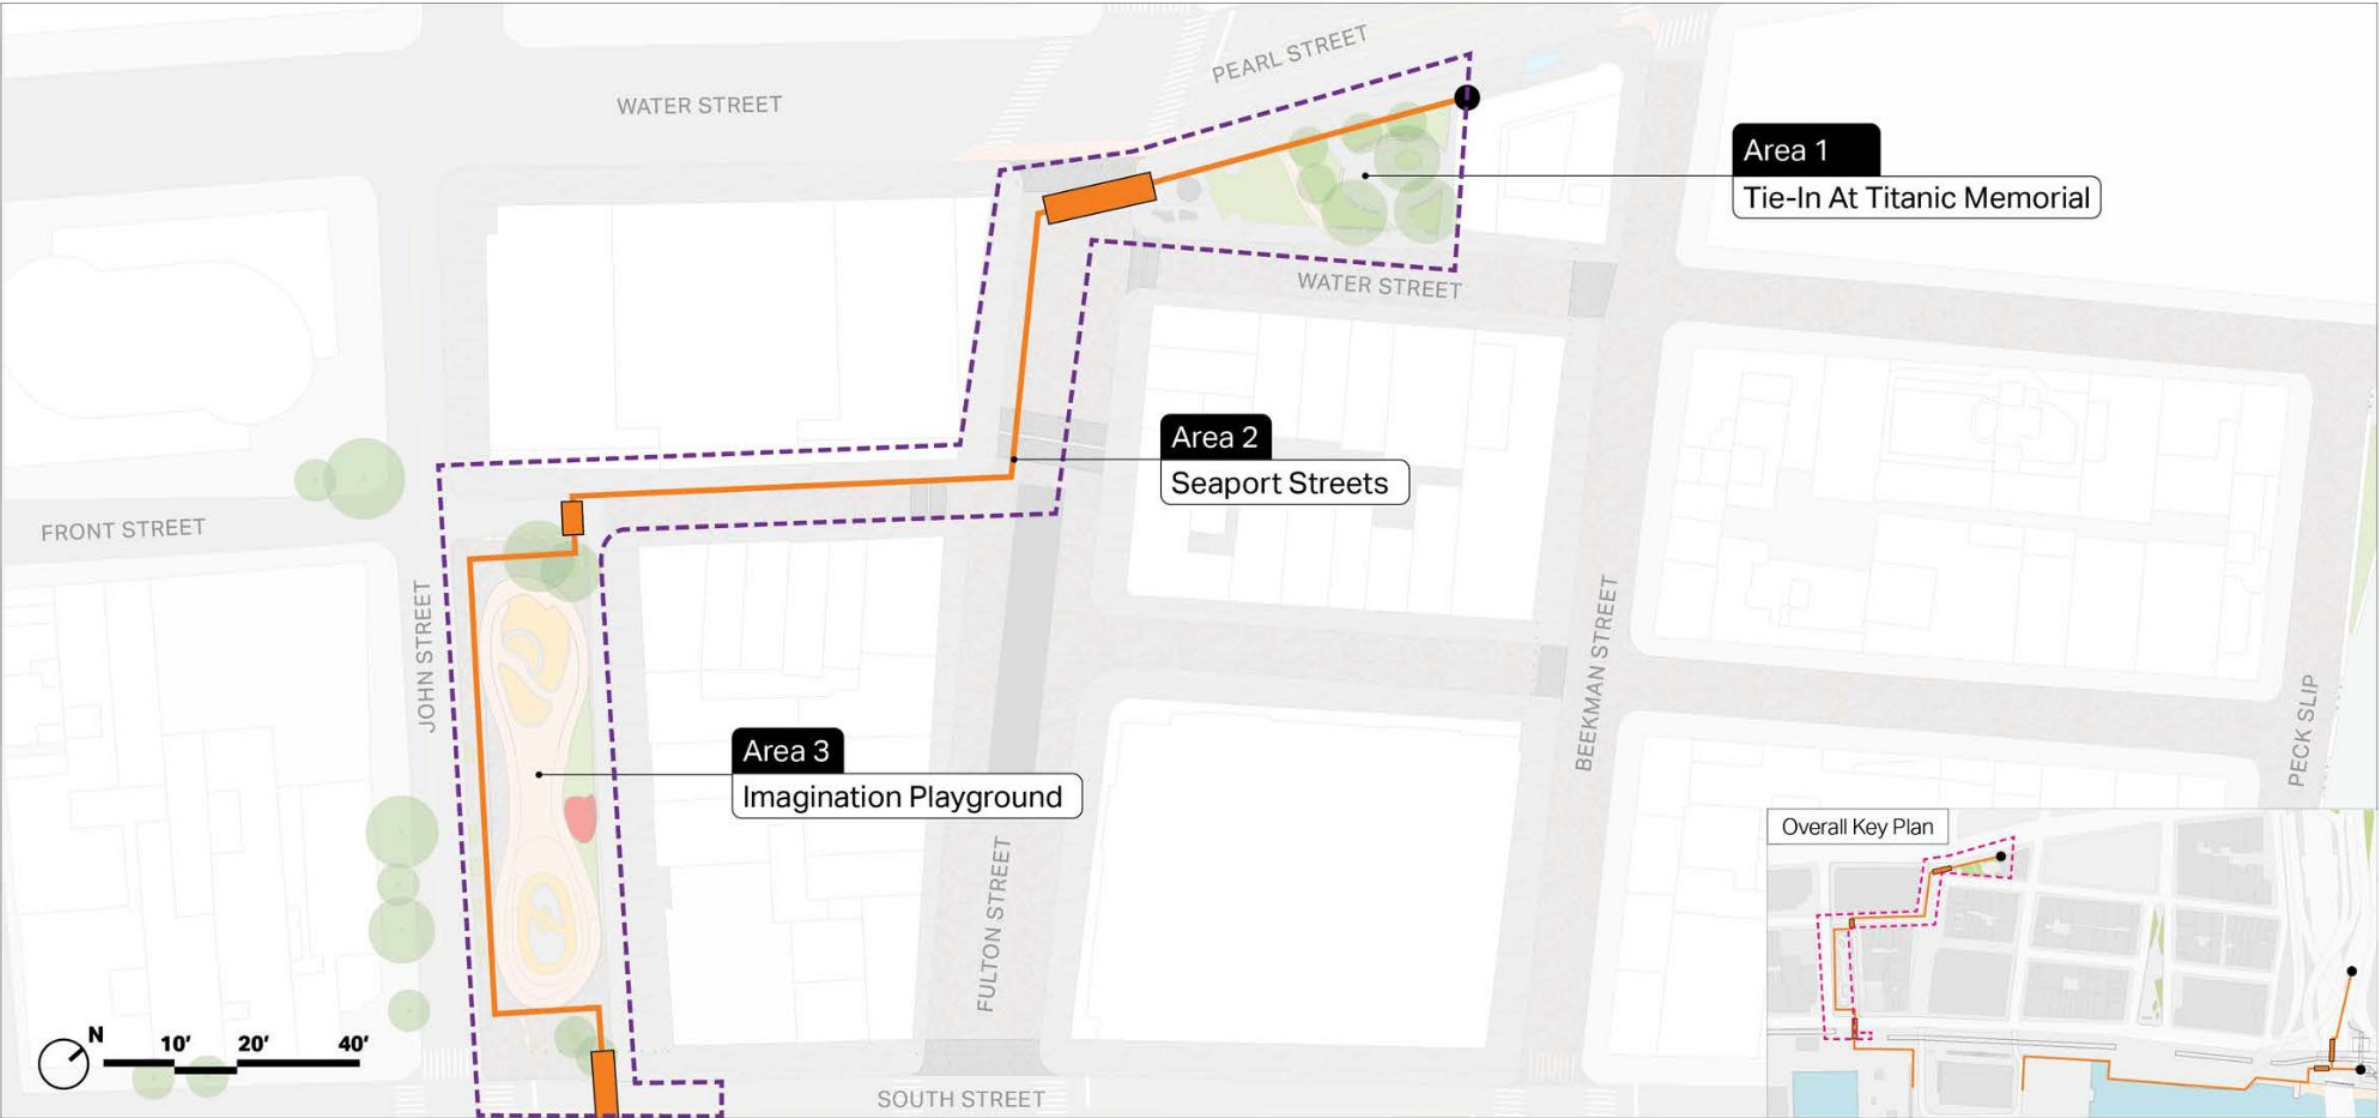 PEARL STREET
WATER STREET
Area 1
Tie-In At Titanic Memorial
WATER STREET
Area 2
Seaport Streets
FRONT STREET
JOHN STREET
BEEKMAN STREET
PECK SLIP
Area 3
Imagination Playground
FULTON STREET
Overall Key Plan
N
10' 20' 40'
SOUTH STREET